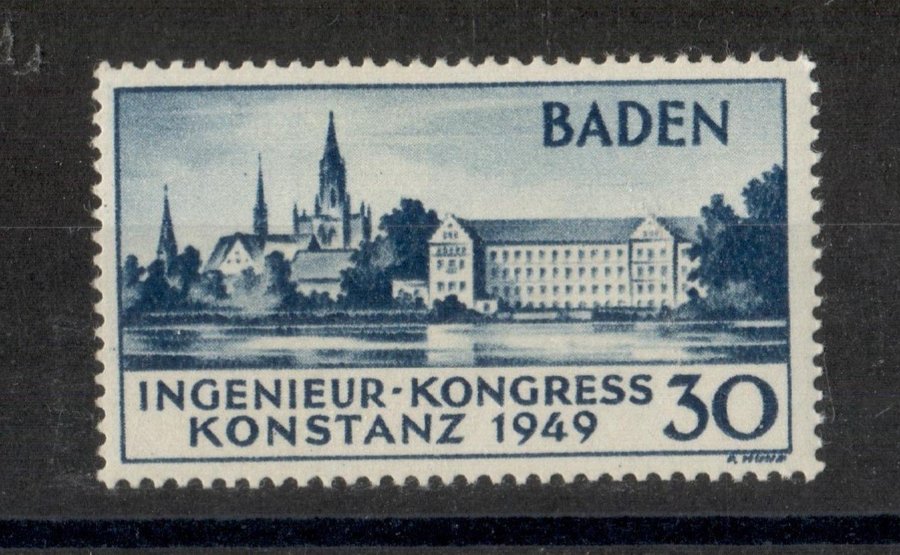 BADEN
INGENIEUR-KONGRESS
KONSTANZ 1949
30